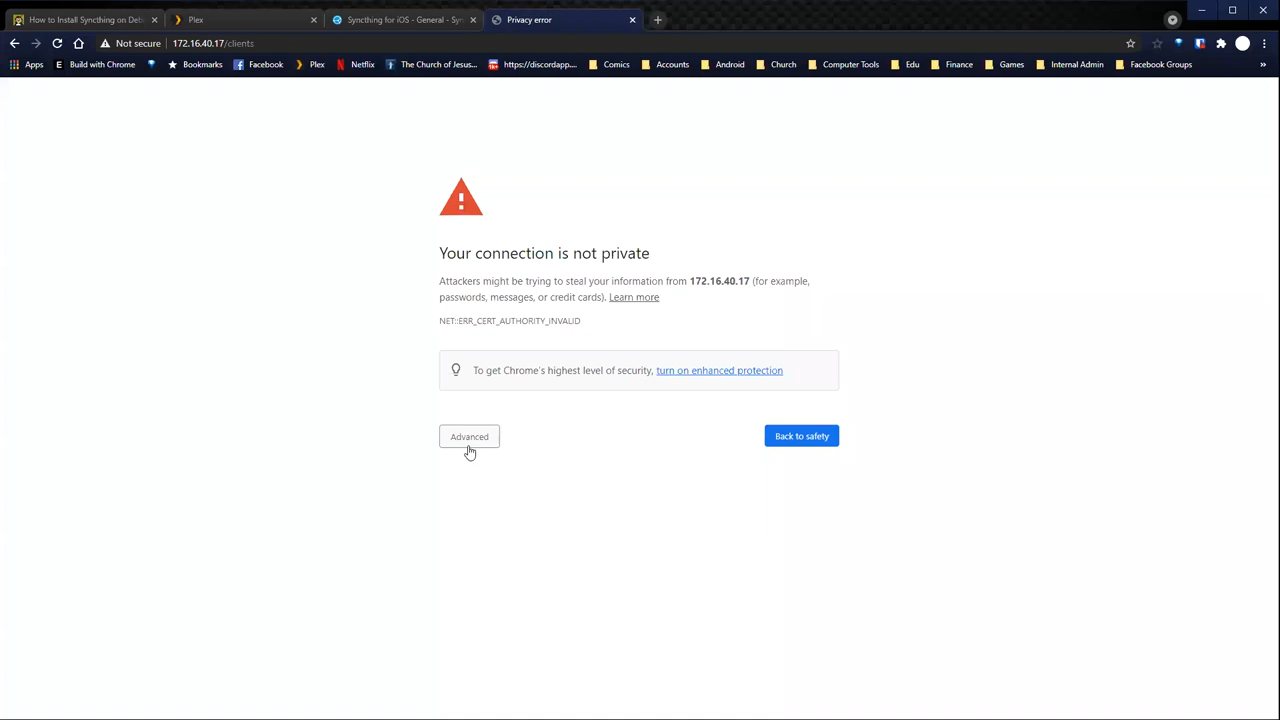 How to Install Syncthing on Deb
Plex
Syncthing for iOS - General - Syn
Privacy error
Not secure
172.16.40.17/clients
Apps
Build with Chrome
Bookmarks
Facebook
Plex
Netflix
The Church of Jesus...
https://discordapp....
Comics
Accounts
Android
Church
Computer Tools
Edu
Finance
Games
Internal Admin
Facebook Groups
Your connection is not private
Attackers might be trying to steal your information from 172.16.40.17 (for example,
passwords, messages, or credit cards). Learn more
NET::ERR_CERT_AUTHORITY_INVALID
To get Chrome's highest level of security, turn on enhanced protection
Advanced
Back to safety